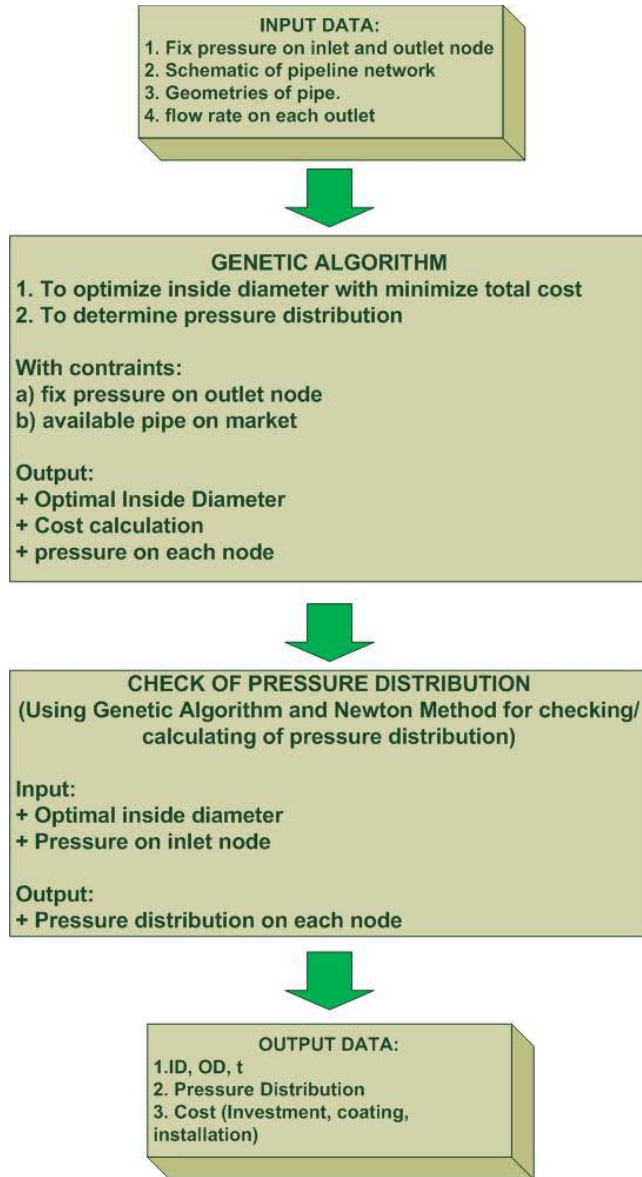 INPUT DATA:
1. Fix pressure on inlet and outlet node
2. Schematic of pipeline network
3. Geometries of pipe.
4. flow rate on each outlet
GENETIC ALGORITHM
1. To optimize inside diameter with minimize total cost
2. To determine pressure distribution
With contraints:
a) fix pressure on outlet node
b) available pipe on market
Output:
+ Optimal Inside Diameter
+ Cost calculation
+ pressure on each node
CHECK OF PRESSURE DISTRIBUTION
(Using Genetic Algorithm and Newton Method for checking/
calculating of pressure distribution)
Input:
+ Optimal inside diameter
+ Pressure on inlet node
Output:
+ Pressure distribution on each node
OUTPUT DATA:
1.ID, OD, t
2. Pressure Distribution
3. Cost (Investment, coating,
installation)